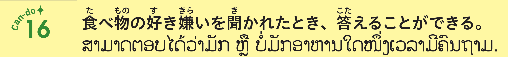 Can-do 16
食べ物の好き嫌いを聞かれたとき、答えることができる。
ສາມາດຕອບໄດ້ວ່າມັກ ຫຼື ບໍ່ມັກອາຫານໃດໜຶ່ງເວລາມີຄົນຖາມ.